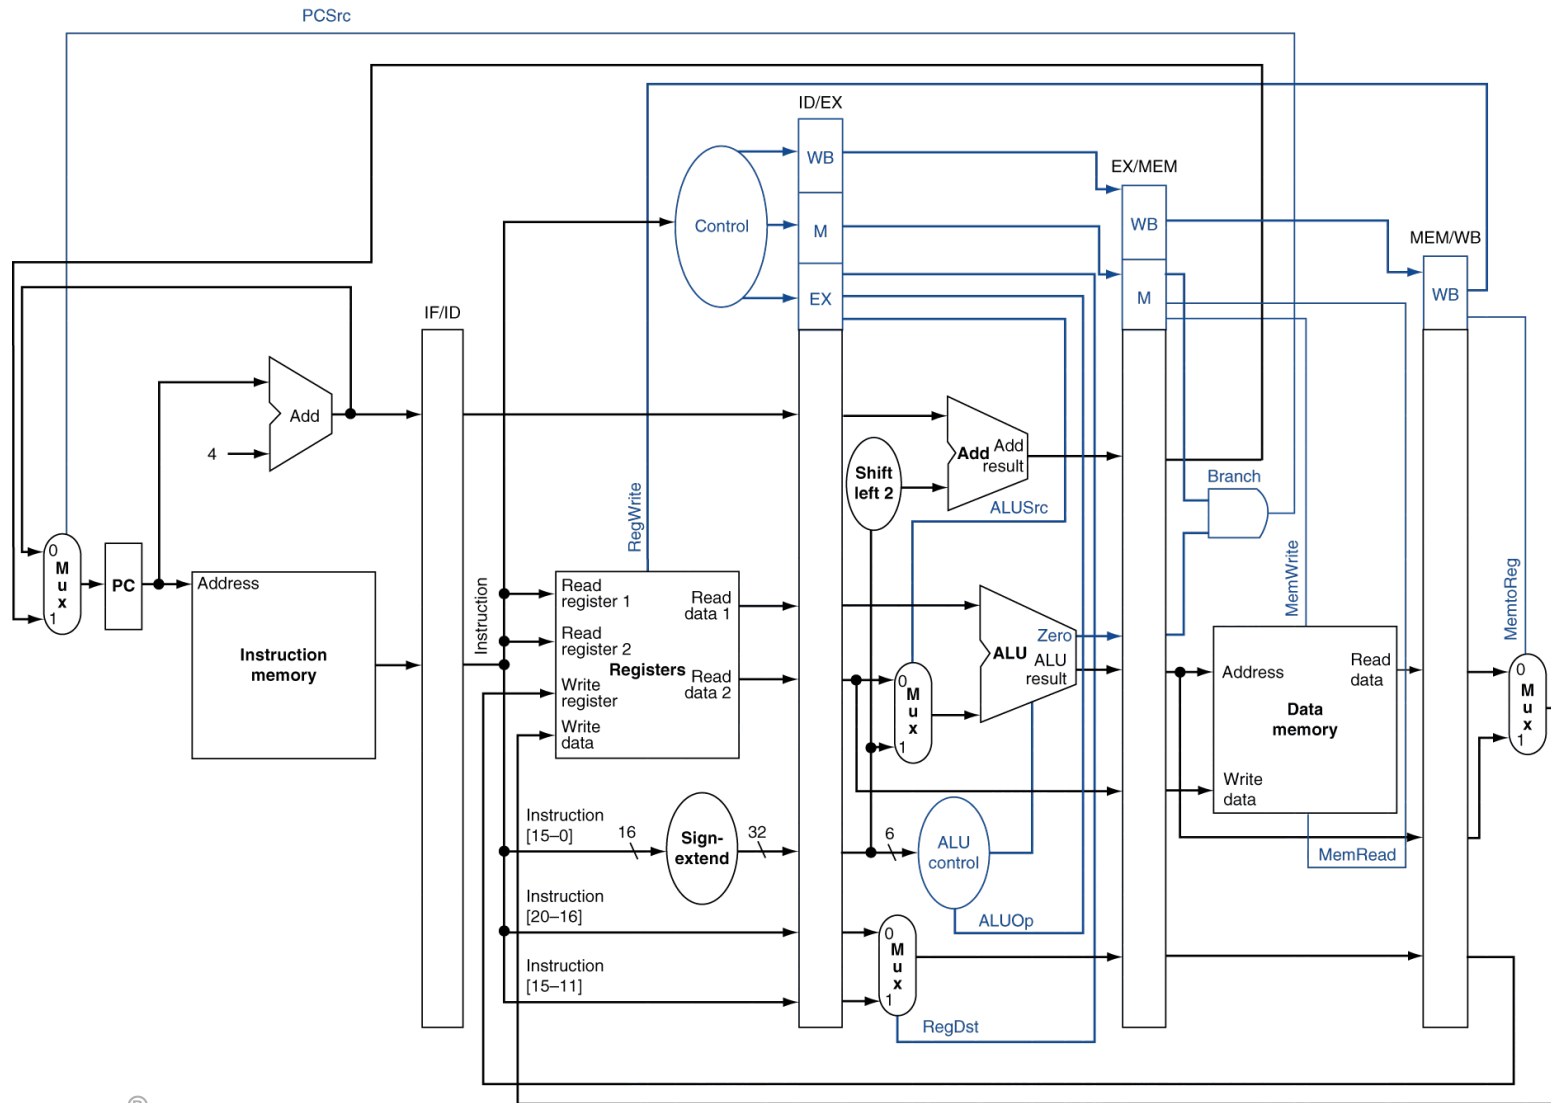 PCSrc
ID/EX
WB
EX/MEM
Control
M
WB
MEM/WB
EX
M
WB
IF/ID
Add
4
Add
Add
result
Shift
left 2
Branch
ALUSrc
RegWrite
MemWrite
MemtoReg
0
M
u
x
1
PC
Address
Instruction
memory
Instruction
Read
register 1
Read
register 2
Write
register
Write
data
Registers
Read
data 1
Read
data 2
Zero
ALU
ALU
result
0
M
u
x
1
Address
Read
data
Data
memory
Write
data
0
M
u
x
1
Instruction
[15–0]
16
Sign-
extend
32
6
ALU
control
MemRead
Instruction
[20–16]
ALUOp
0
M
u
x
1
Instruction
[15–11]
RegDst